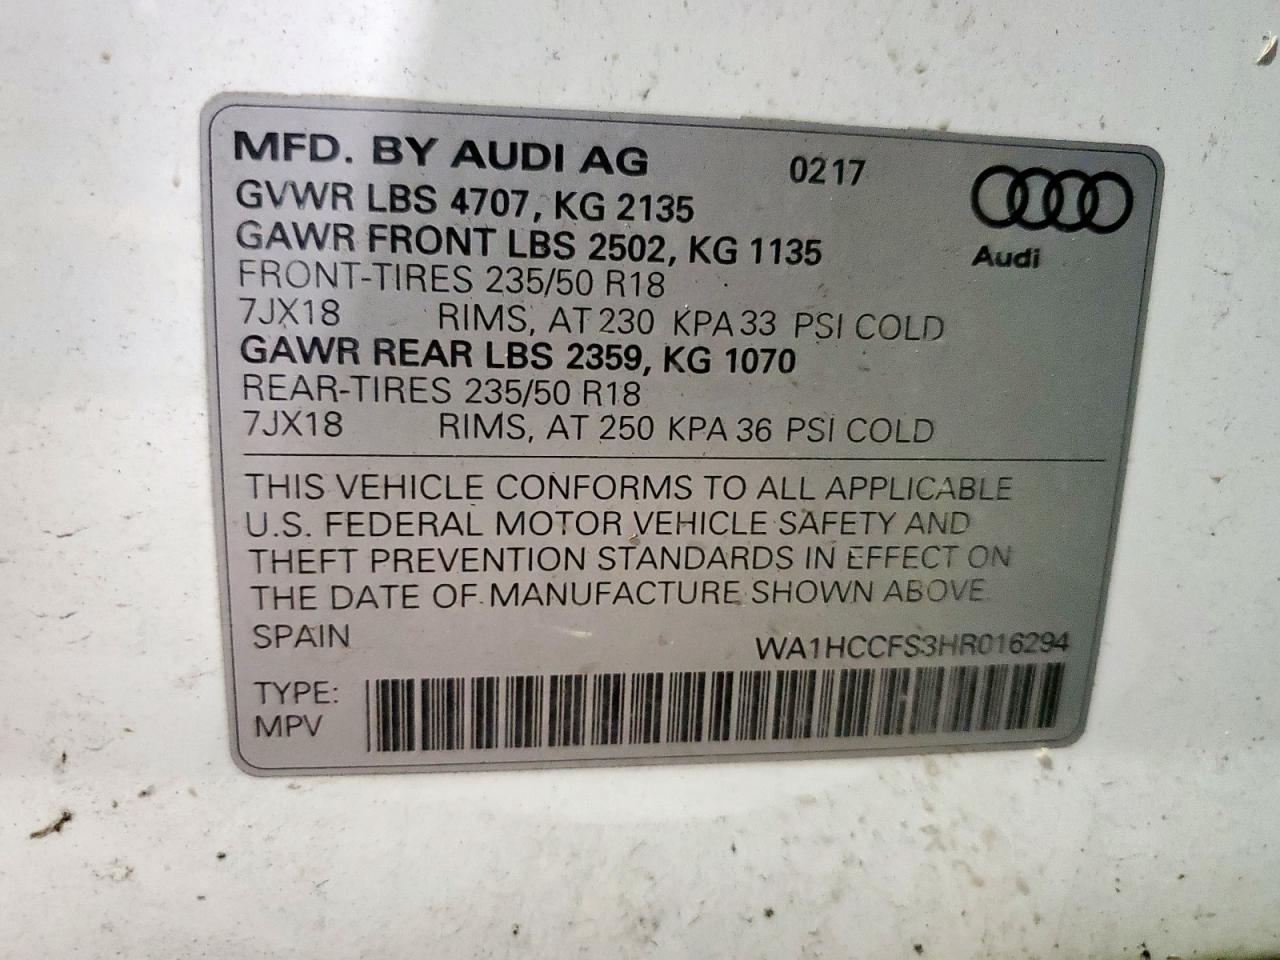 MFD. BY AUDI AG 0217
GVWR LBS 4707, KG 2135
GAWR FRONT LBS 2502, KG 1135
Audi
FRONT-TIRES 235/50 R18
7JX18 RIMS, AT 230 KPA 33 PSI COLD
GAWR REAR LBS 2359, KG 1070
REAR-TIRES 235/50 R18
7JX18 RIMS, AT 250 KPA 36 PSI COLD
THIS VEHICLE CONFORMS TO ALL APPLICABLE
U.S. FEDERAL MOTOR VEHICLE SAFETY AND
THEFT PREVENTION STANDARDS IN EFFECT ON
THE DATE OF MANUFACTURE SHOWN ABOVE.
SPAIN WA1HCCFS3HR016294
TYPE:
MPV